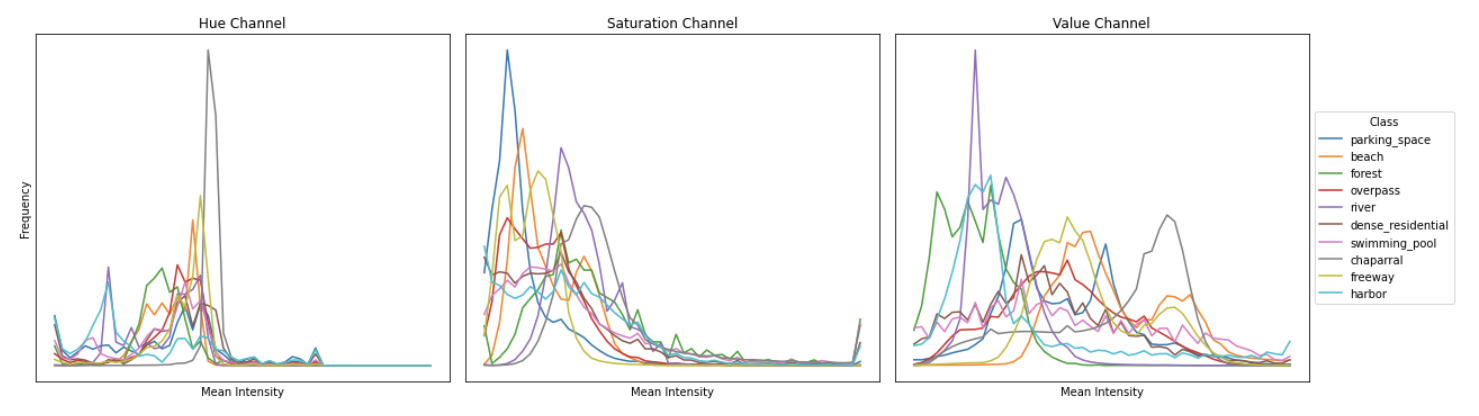 Hue Channel
Saturation Channel
Value Channel
Frequency
Mean Intensity
Mean Intensity
Mean Intensity
Class
parking_space
beach
forest
overpass
river
dense_residential
swimming_pool
chaparral
freeway
harbor